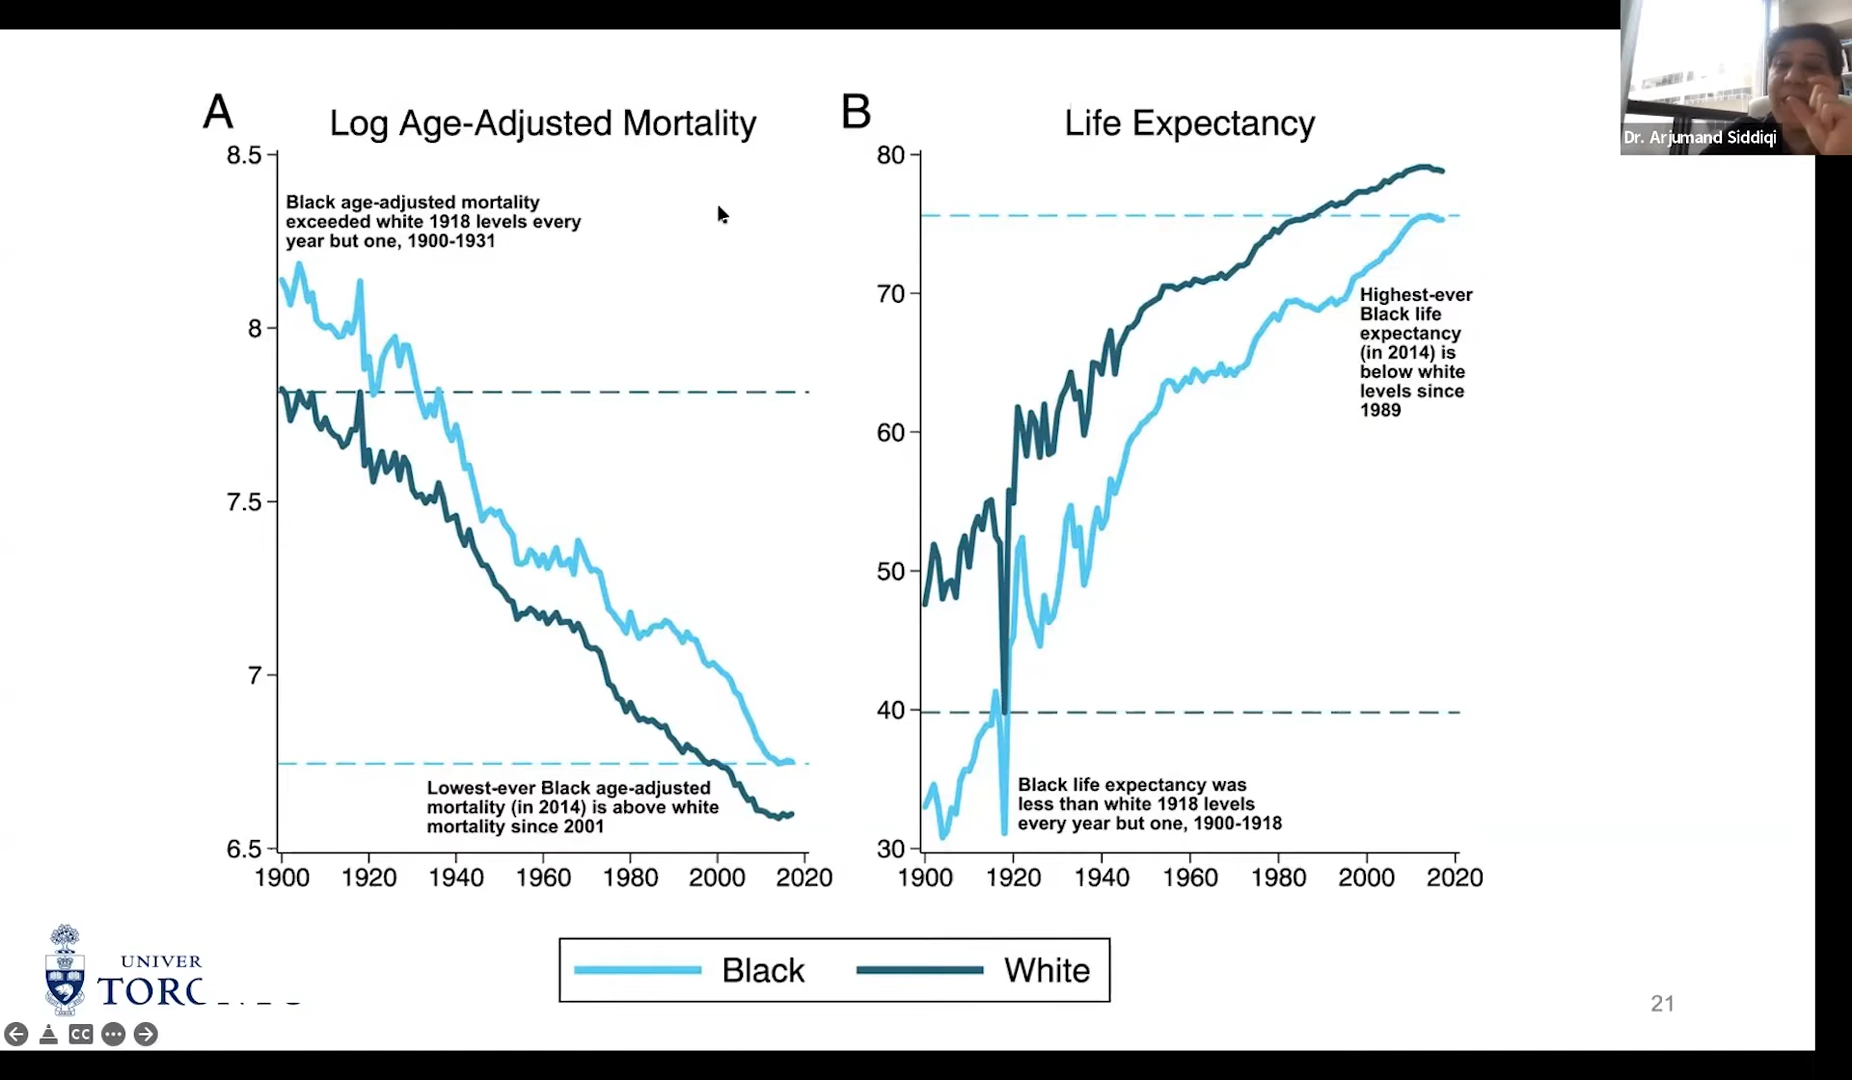 Dr. Arjumand Siddiqi
A
Log Age-Adjusted Mortality
8.5
8
7.5
7
6.5
Black age-adjusted mortality
exceeded white 1918 levels every
year but one, 1900-1931
Lowest-ever Black age-adjusted
mortality (in 2014) is above white
mortality since 2001
1900 1920 1940 1960 1980 2000 2020
B
Life Expectancy
80
70
60
50
40
30
Highest-ever
Black life
expectancy
(in 2014) is
below white
levels since
1989
Black life expectancy was
less than white 1918 levels
every year but one, 1900-1918
1900 1920 1940 1960 1980 2000 2020
Black White
UNIVER
TORC
21
CC